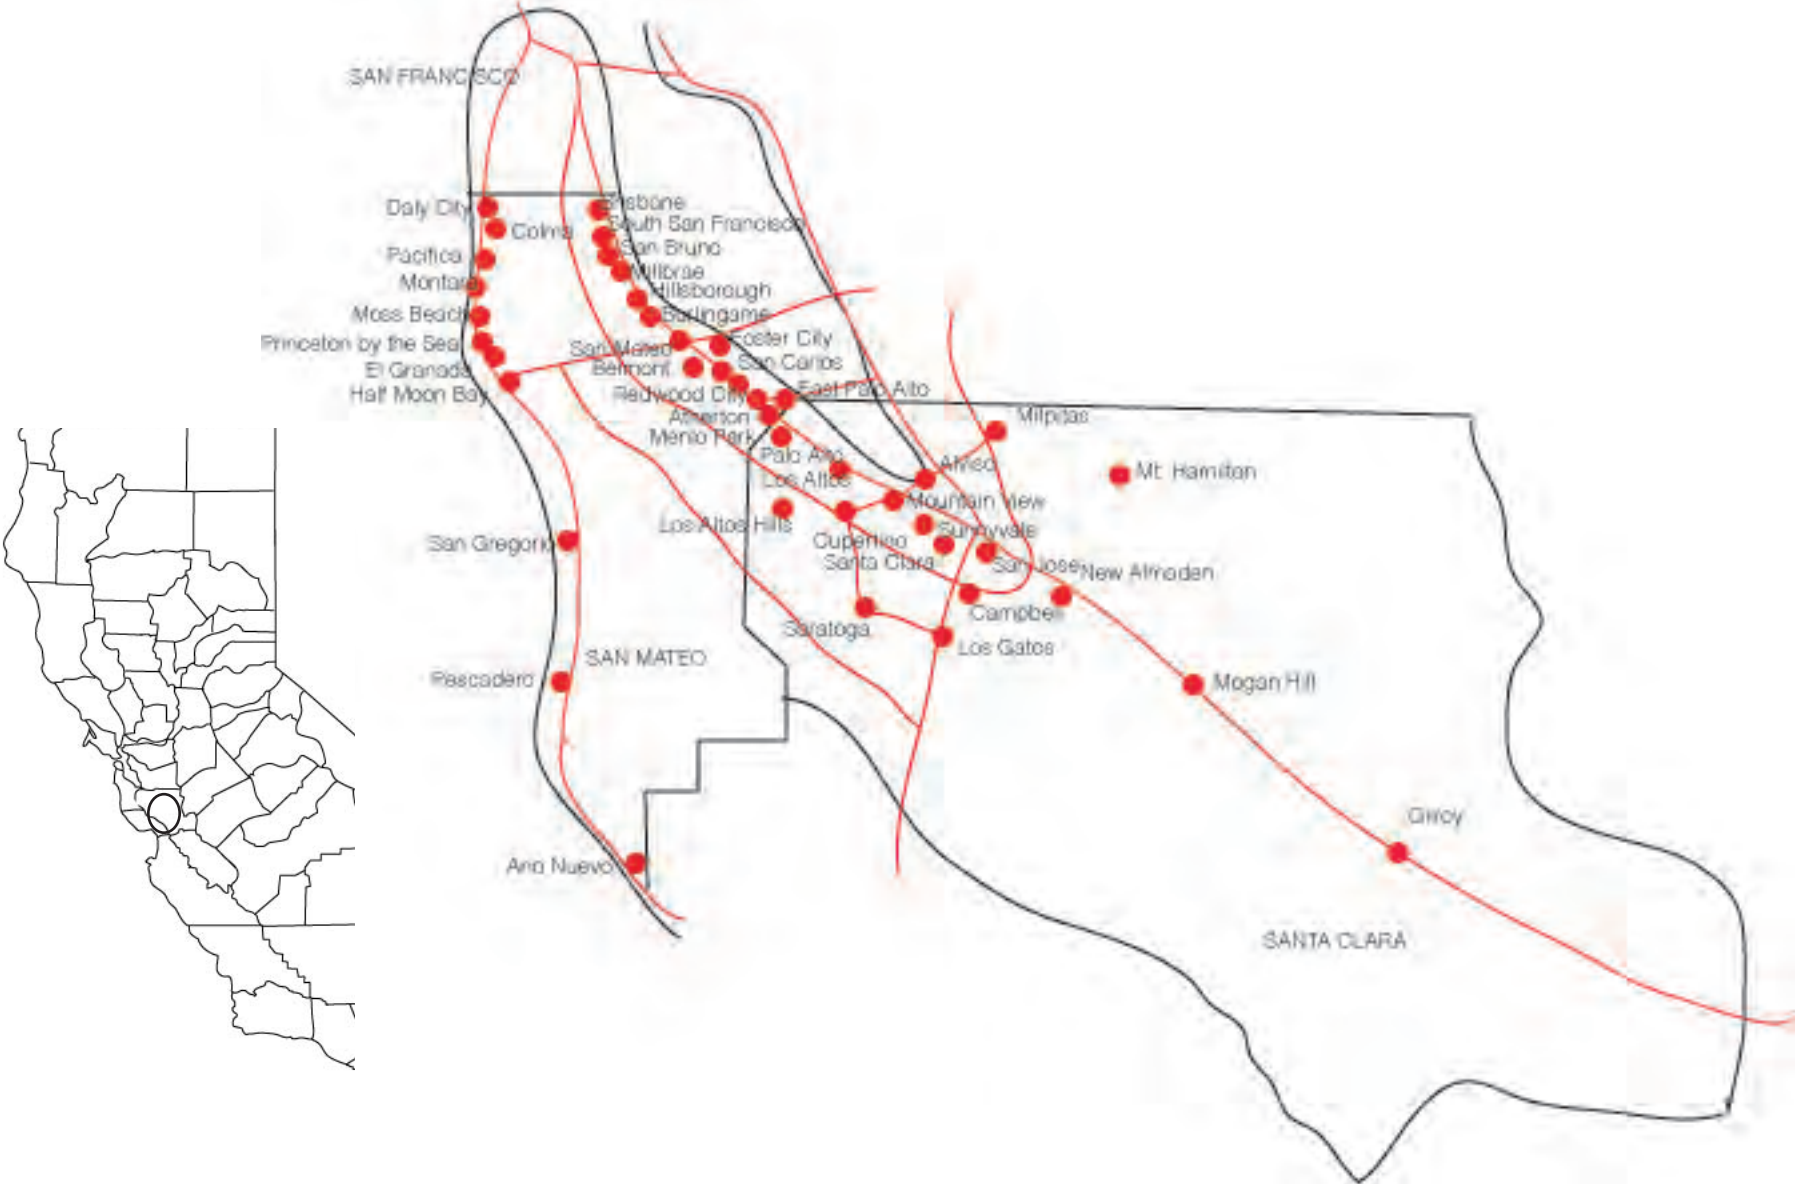 SAN FRANCISCO
Daly City
Brisbane
South San Francisco
Colma
San Bruno
Pacifica
Millbrae
Montara
Hillsborough
Moss Beach
Burlingame
Princeton by the Sea
Foster City
San Mateo
San Carlos
El Granada
Belmont
Half Moon Bay
Redwood City
East Palo Alto
Atherton
Milpitas
Menlo Park
Palo Alto
Alviso
Mt. Hamilton
Los Altos
Mountain View
Los Altos Hills
Sunnyvale
San Gregorio
Cupertino
Santa Clara
San Jose
New Almaden
Campbell
Saratoga
Los Gatos
SAN MATEO
Pescadero
Mogan Hill
Gilroy
Ano Nuevo
SANTA CLARA